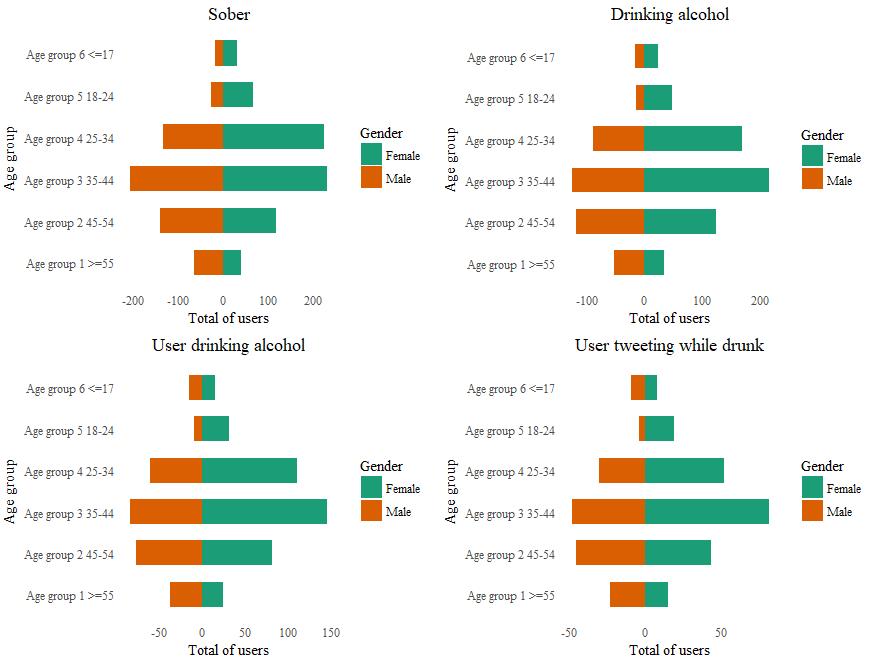 Sober
Age group
Age group 6 <=17
Age group 5 18-24
Age group 4 25-34
Age group 3 35-44
Age group 2 45-54
Age group 1 >=55
-200 -100 0 100 200
Total of users
Gender
Female
Male
Drinking alcohol
Age group
Age group 6 <=17
Age group 5 18-24
Age group 4 25-34
Age group 3 35-44
Age group 2 45-54
Age group 1 >=55
-100 0 100 200
Total of users
Gender
Female
Male
User drinking alcohol
Age group
Age group 6 <=17
Age group 5 18-24
Age group 4 25-34
Age group 3 35-44
Age group 2 45-54
Age group 1 >=55
-50 0 50 100 150
Total of users
Gender
Female
Male
User tweeting while drunk
Age group
Age group 6 <=17
Age group 5 18-24
Age group 4 25-34
Age group 3 35-44
Age group 2 45-54
Age group 1 >=55
-50 0 50
Total of users
Gender
Female
Male